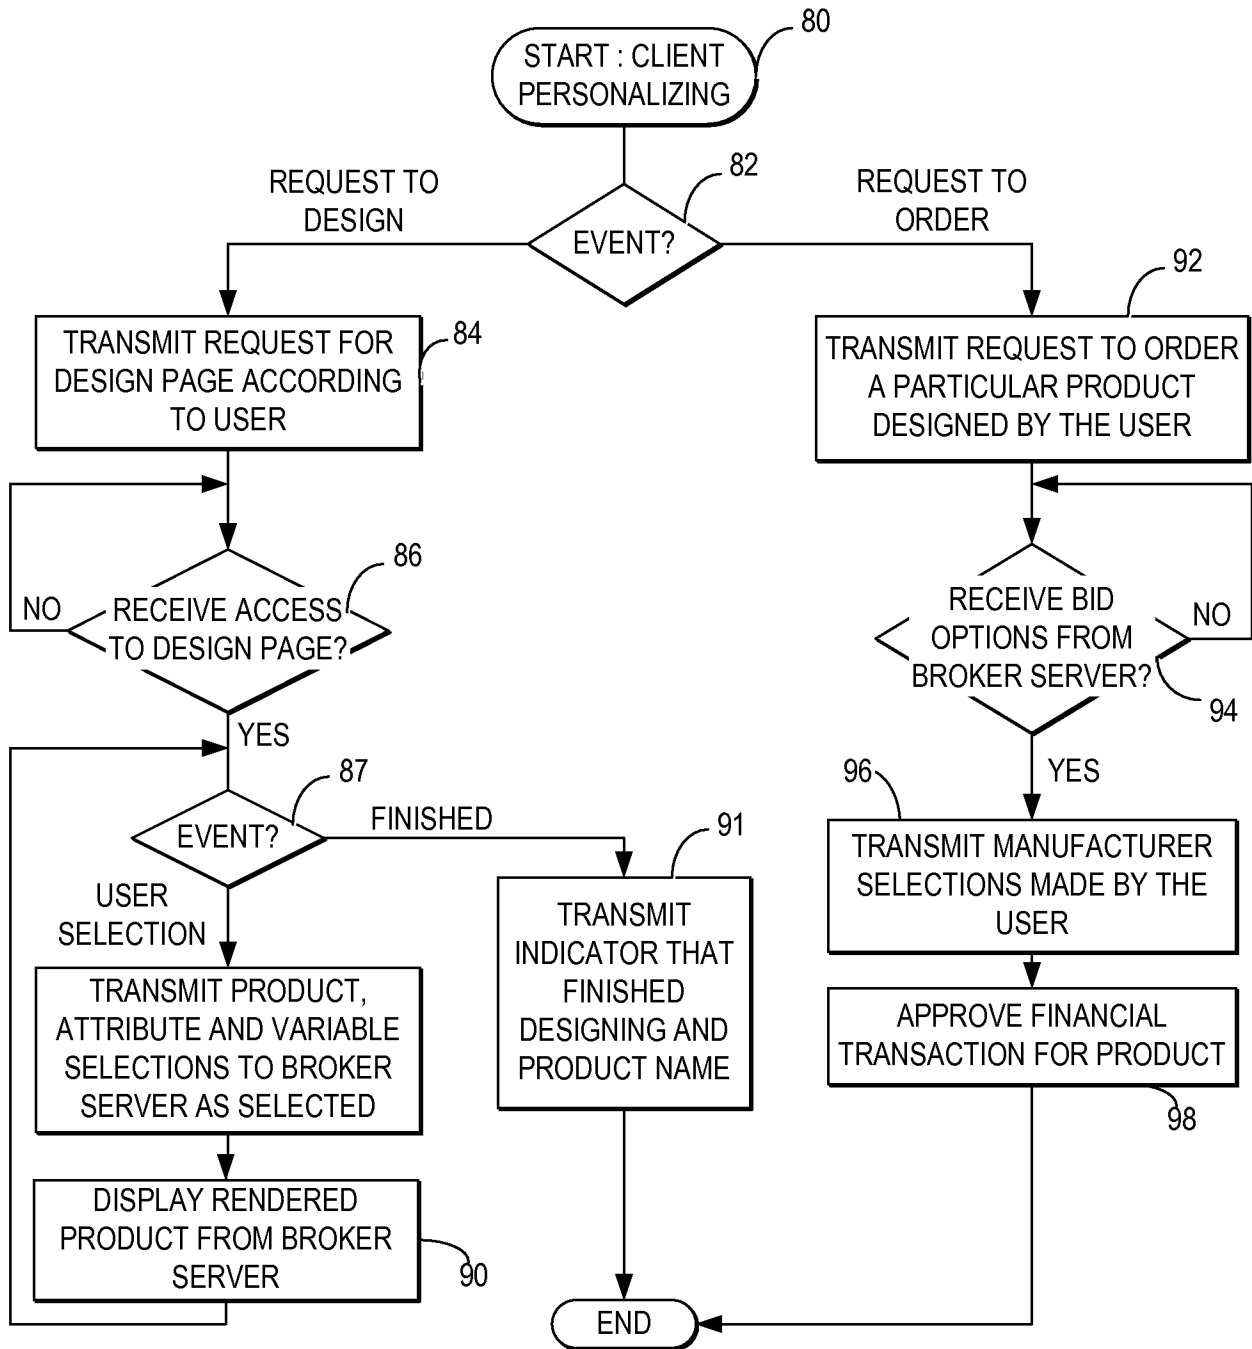 80
START : CLIENT
PERSONALIZING
82
REQUEST TO
DESIGN
REQUEST TO
ORDER
EVENT?
92
84
TRANSMIT REQUEST FOR
DESIGN PAGE ACCORDING
TO USER
TRANSMIT REQUEST TO ORDER
A PARTICULAR PRODUCT
DESIGNED BY THE USER
86
NO
RECEIVE ACCESS
TO DESIGN PAGE?
RECEIVE BID
OPTIONS FROM
BROKER SERVER?
NO
94
YES
87
EVENT?
FINISHED
YES
96
91
TRANSMIT MANUFACTURER
SELECTIONS MADE BY THE
USER
USER
SELECTION
TRANSMIT
INDICATOR THAT
FINISHED
DESIGNING AND
PRODUCT NAME
TRANSMIT PRODUCT,
ATTRIBUTE AND VARIABLE
SELECTIONS TO BROKER
SERVER AS SELECTED
APPROVE FINANCIAL
TRANSACTION FOR PRODUCT
98
DISPLAY RENDERED
PRODUCT FROM BROKER
SERVER
90
END